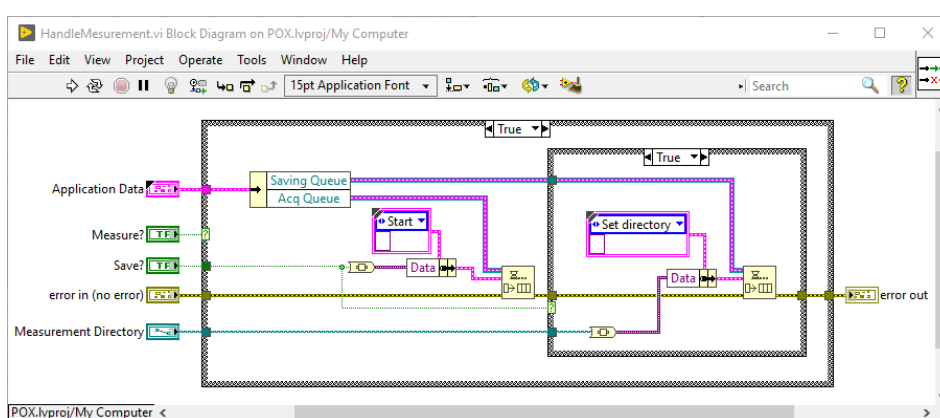 HandleMesurement.vi Block Diagram on POX.lvproj/My Computer
File Edit View Project Operate Tools Window Help
15pt Application Font
Search
True
True
Application Data
Saving Queue
Acq Queue
Start
Set directory
Measure?
TF
Save?
TF
Data
Data
error in (no error)
error out
Measurement Directory
POX.lvproj/My Computer